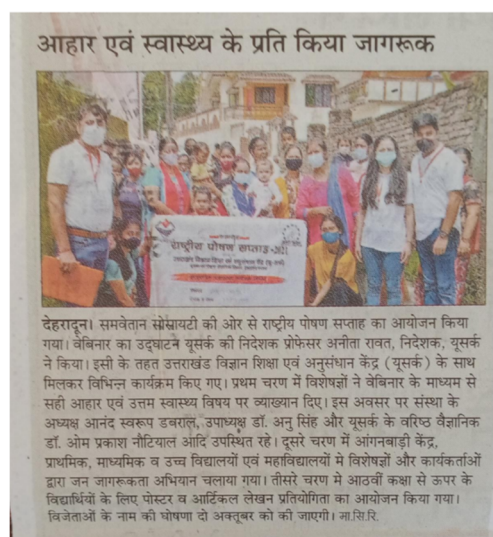 आहार एवं स्वास्थ्य के प्रति किया जागरूक
राष्ट्रीय पोषण सप्ताह-2021
देहरादून। समवेतान सोसायटी की ओर से राष्ट्रीय पोषण सप्ताह का आयोजन किया
गया। वेबिनार का उद्घाटन यूसर्क की निदेशक प्रोफेसर अनीता रावत, निदेशक, यूसर्क
ने किया। इसी के तहत उत्तराखंड विज्ञान शिक्षा एवं अनुसंधान केंद्र (यूसर्क) के साथ
मिलकर विभिन्न कार्यक्रम किए गए। प्रथम चरण में विशेषज्ञों ने वेबिनार के माध्यम से
सही आहार एवं उत्तम स्वास्थ्य विषय पर व्याख्यान दिए। इस अवसर पर संस्था के
अध्यक्ष आनंद स्वरूप डबराल, उपाध्यक्ष डॉ. अनु सिंह और यूसर्क के वरिष्ठ वैज्ञानिक
डॉ. ओम प्रकाश नौटियाल आदि उपस्थित रहे। दूसरे चरण में आंगनबाड़ी केंद्र,
प्राथमिक, माध्यमिक व उच्च विद्यालयों एवं महाविद्यालयों मे विशेषज्ञों और कार्यकर्ताओं
द्वारा जन जागरूकता अभियान चलाया गया। तीसरे चरण मे आठवीं कक्षा से ऊपर के
विद्यार्थियों के लिए पोस्टर व आर्टिकल लेखन प्रतियोगिता का आयोजन किया गया।
विजेताओं के नाम की घोषणा दो अक्तूबर को की जाएगी। मा.सि.रि.